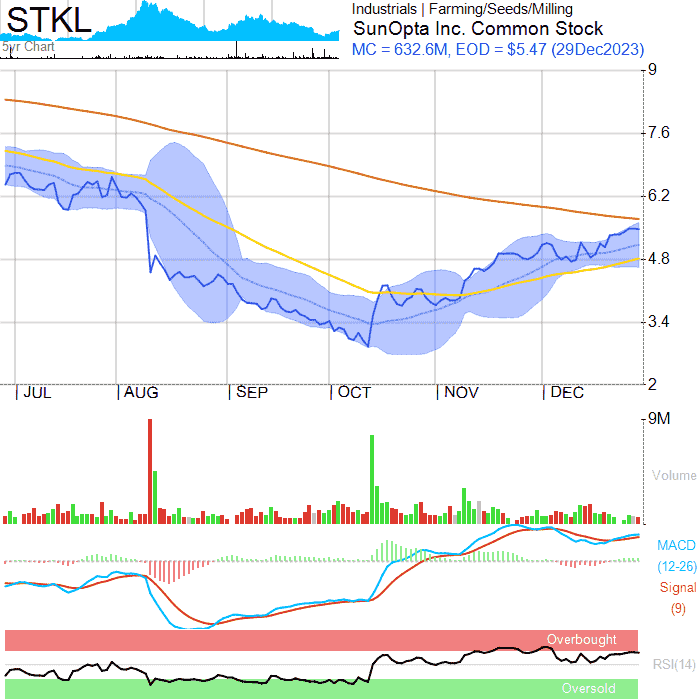 STKL
5yr Chart
Industrials | Farming/Seeds/Milling
SunOpta Inc. Common Stock
MC = 632.6M, EOD = $5.47 (29Dec2023)
9
7.6
6.2
4.8
3.4
2
JUL
AUG
SEP
OCT
NOV
DEC
9M
Volume
MACD
(12-26)
Signal
(9)
Overbought
RSI(14)
Oversold